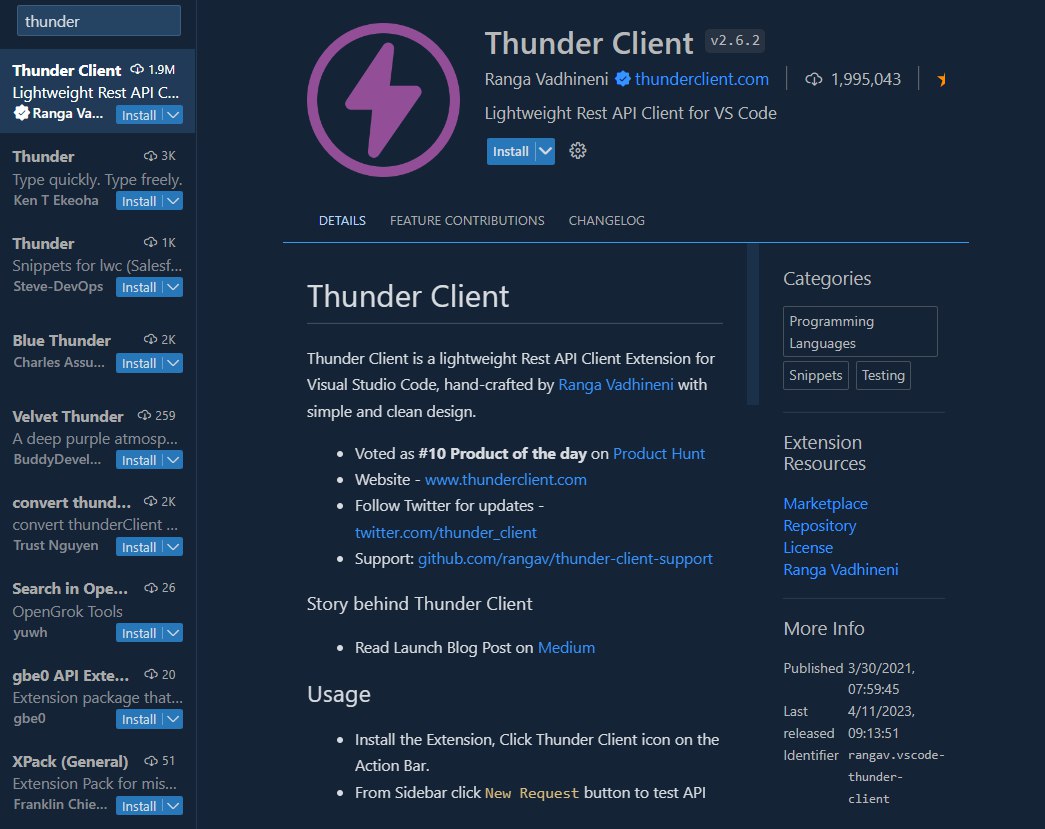 thunder
Thunder Client 1.9M
Lightweight Rest API C...
Ranga Va... Install
Thunder 3K
Type quickly. Type freely.
Ken T Ekeoha Install
Thunder 1K
Snippets for lwc (Salesf...
Steve-DevOps Install
Blue Thunder 2K
Charles Assu... Install
Velvet Thunder 259
A deep purple atmosp...
BuddyDevel... Install
convert thund... 2K
convert thunderClient ...
Trust Nguyen Install
Search in Ope... 26
OpenGrok Tools
yuwh Install
gbe0 API Exte... 20
Extension package that...
gbe0 Install
XPack (General) 51
Extension Pack for mis...
Franklin Chie... Install
Thunder Client v2.6.2
Ranga Vadhineni thunderclient.com 1,995,043
Lightweight Rest API Client for VS Code
Install
DETAILS FEATURE CONTRIBUTIONS CHANGELOG
Thunder Client
Thunder Client is a lightweight Rest API Client Extension for
Visual Studio Code, hand-crafted by Ranga Vadhineni with
simple and clean design.
• Voted as #10 Product of the day on Product Hunt
• Website - www.thunderclient.com
• Follow Twitter for updates -
twitter.com/thunder_client
• Support: github.com/rangav/thunder-client-support
Story behind Thunder Client
• Read Launch Blog Post on Medium
Usage
• Install the Extension, Click Thunder Client icon on the
Action Bar.
• From Sidebar click New Request button to test API
Categories
Programming
Languages
Snippets Testing
Extension
Resources
Marketplace
Repository
License
Ranga Vadhineni
More Info
Published 3/30/2021,
07:59:45
Last 4/11/2023,
released 09:13:51
Identifier rangav.vscode-
thunder-
client